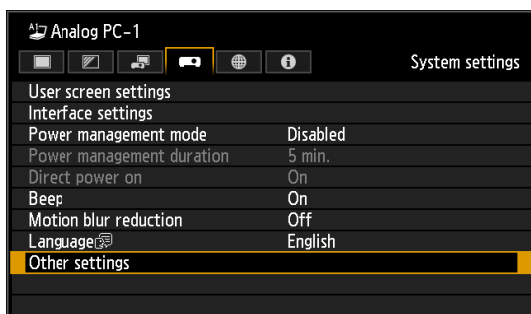 Analog PC-1
System settings
User screen settings
Interface settings
Power management mode Disabled
Power management duration 5 min.
Direct power on On
Beep On
Motion blur reduction Off
Language English
Other settings